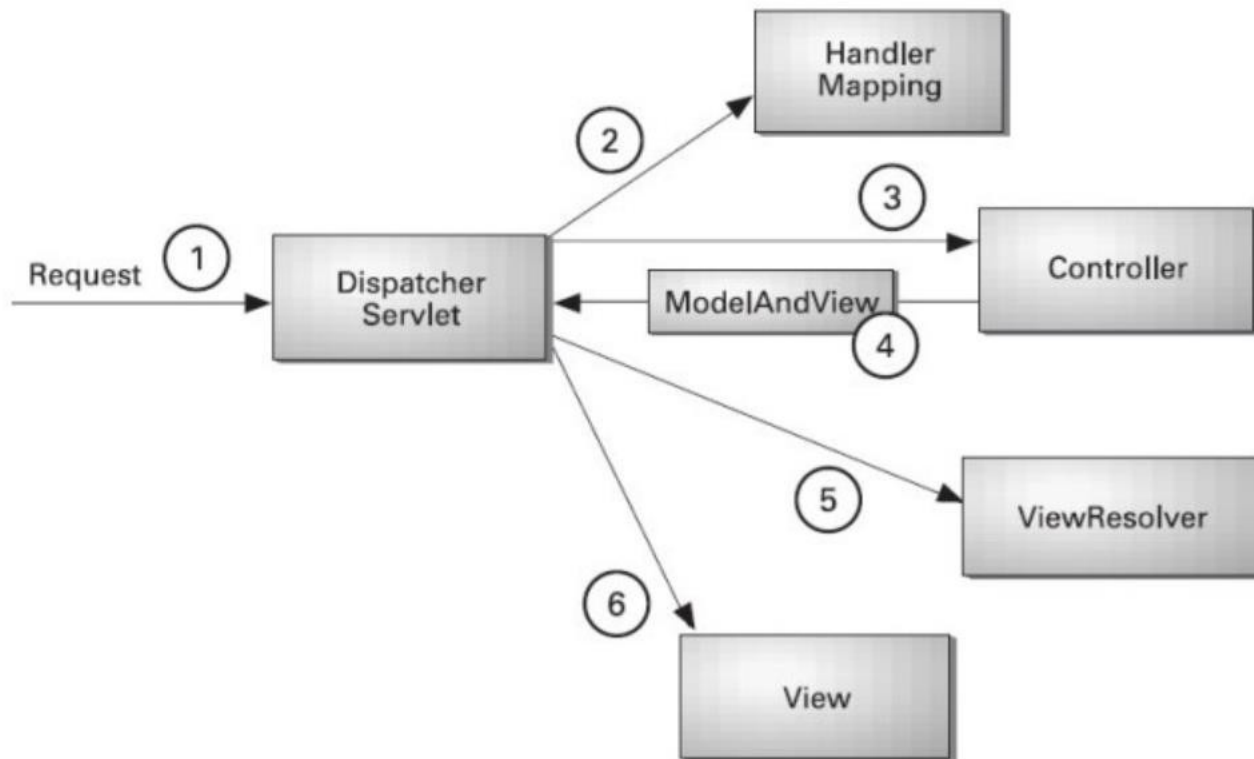 Handler
Mapping
2
3
1
Request
Dispatcher
Servlet
Controller
ModelAndView
4
5
ViewResolver
6
View